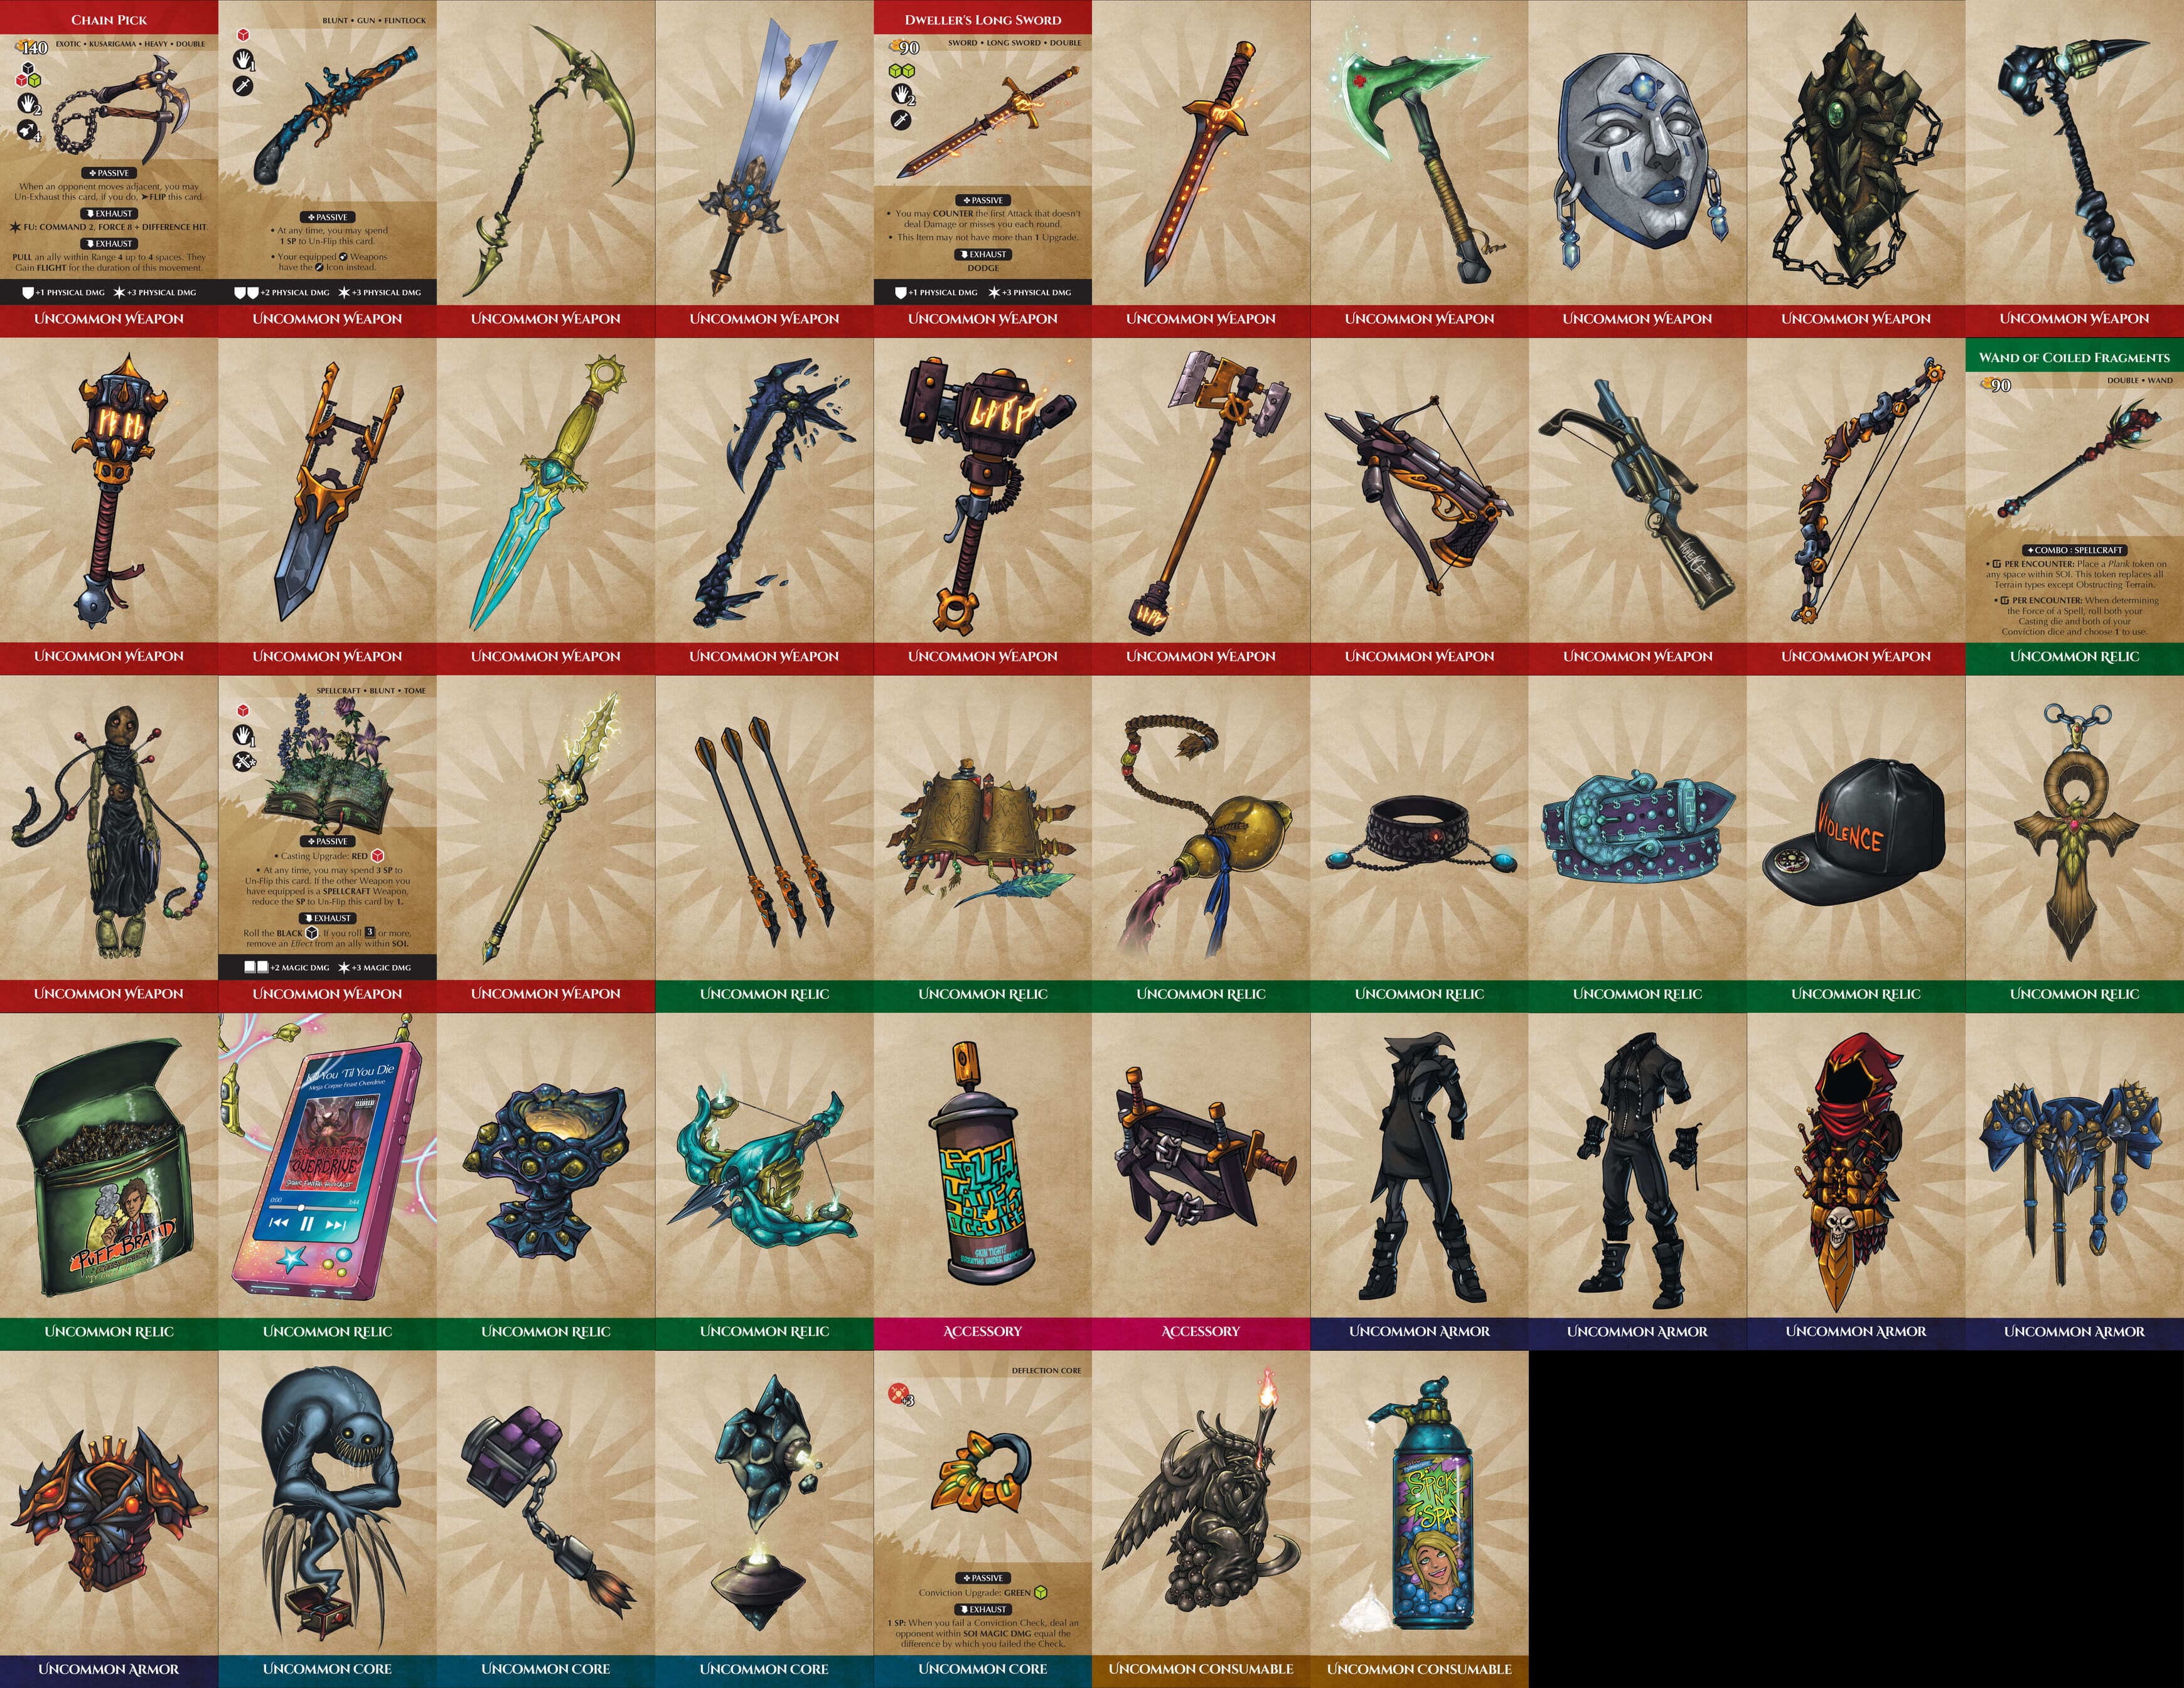 CHAIN PICK
140
EXOTIC • KUSARIGAMA • HEAVY • DOUBLE
2
4
✤ PASSIVE
When an opponent moves adjacent, you may
Un-Exhaust this card, if you do, ➤FLIP this card.
EXHAUST
FU: COMMAND 2, FORCE 8 + DIFFERENCE HIT.
EXHAUST
PULL an ally within Range 4 up to 4 spaces. They
Gain FLIGHT for the duration of this movement.
+1 PHYSICAL DMG +3 PHYSICAL DMG
UNCOMMON WEAPON
BLUNT • GUN • FLINTLOCK
1
✤ PASSIVE
• At any time, you may spend
1 SP to Un-Flip this card.
• Your equipped Weapons
have the Icon instead.
+2 PHYSICAL DMG +3 PHYSICAL DMG
UNCOMMON WEAPON
UNCOMMON WEAPON
UNCOMMON WEAPON
DWELLER'S LONG SWORD
90
SWORD • LONG SWORD • DOUBLE
2
✤ PASSIVE
• You may COUNTER the first Attack that doesn't
deal Damage or misses you each round.
• This Item may not have more than 1 Upgrade.
EXHAUST
DODGE
+1 PHYSICAL DMG +3 PHYSICAL DMG
UNCOMMON WEAPON
UNCOMMON WEAPON
UNCOMMON WEAPON
UNCOMMON WEAPON
UNCOMMON WEAPON
UNCOMMON WEAPON
UNCOMMON WEAPON
UNCOMMON WEAPON
UNCOMMON WEAPON
UNCOMMON WEAPON
UNCOMMON WEAPON
UNCOMMON WEAPON
UNCOMMON WEAPON
VIOLENCE
UNCOMMON WEAPON
UNCOMMON WEAPON
WAND OF COILED FRAGMENTS
90
DOUBLE • WAND
✦ COMBO : SPELLCRAFT
• PER ENCOUNTER: Place a Plank token on
any space within SOI. This token replaces all
Terrain types except Obstructing Terrain.
• PER ENCOUNTER: When determining
the Force of a Spell, roll both your
Casting die and both of your
Conviction dice and choose 1 to use.
UNCOMMON RELIC
UNCOMMON WEAPON
SPELLCRAFT • BLUNT • TOME
1
✤ PASSIVE
• Casting Upgrade: RED
• At any time, you may spend 3 SP to
Un-Flip this card. If the other Weapon you
have equipped is a SPELLCRAFT Weapon,
reduce the SP to Un-Flip this card by 1.
EXHAUST
Roll the BLACK . If you roll 3 or more,
remove an Effect from an ally within SOI.
+2 MAGIC DMG +3 MAGIC DMG
UNCOMMON WEAPON
UNCOMMON WEAPON
UNCOMMON RELIC
UNCOMMON RELIC
UNCOMMON RELIC
UNCOMMON RELIC
UNCOMMON RELIC
VIOLENCE
UNCOMMON RELIC
UNCOMMON RELIC
PUFF BRAND
UNCOMMON RELIC
You 'Til You Die
Mega Corpse Feast Overdrive
OVERDRIVE
0:00
3:44
UNCOMMON RELIC
UNCOMMON RELIC
UNCOMMON RELIC
LIQUID
LATEX
OF THE
OCCULT
SKIN TIGHT!
ACCESSORY
ACCESSORY
UNCOMMON ARMOR
UNCOMMON ARMOR
UNCOMMON ARMOR
UNCOMMON ARMOR
UNCOMMON ARMOR
UNCOMMON CORE
UNCOMMON CORE
UNCOMMON CORE
DEFLECTION CORE
+3
✤ PASSIVE
Conviction Upgrade: GREEN
EXHAUST
1 SP: When you fail a Conviction Check, deal an
opponent within SOI MAGIC DMG equal the
difference by which you failed the Check.
UNCOMMON CORE
UNCOMMON CONSUMABLE
SPICK
N'
SPAN
UNCOMMON CONSUMABLE